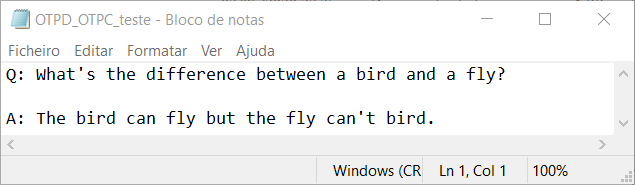 OTPD_OTPC_teste - Bloco de notas
Ficheiro Editar Formatar Ver Ajuda
Q: What's the difference between a bird and a fly?
A: The bird can fly but the fly can't bird.
Windows (CR Ln 1, Col 1 100%